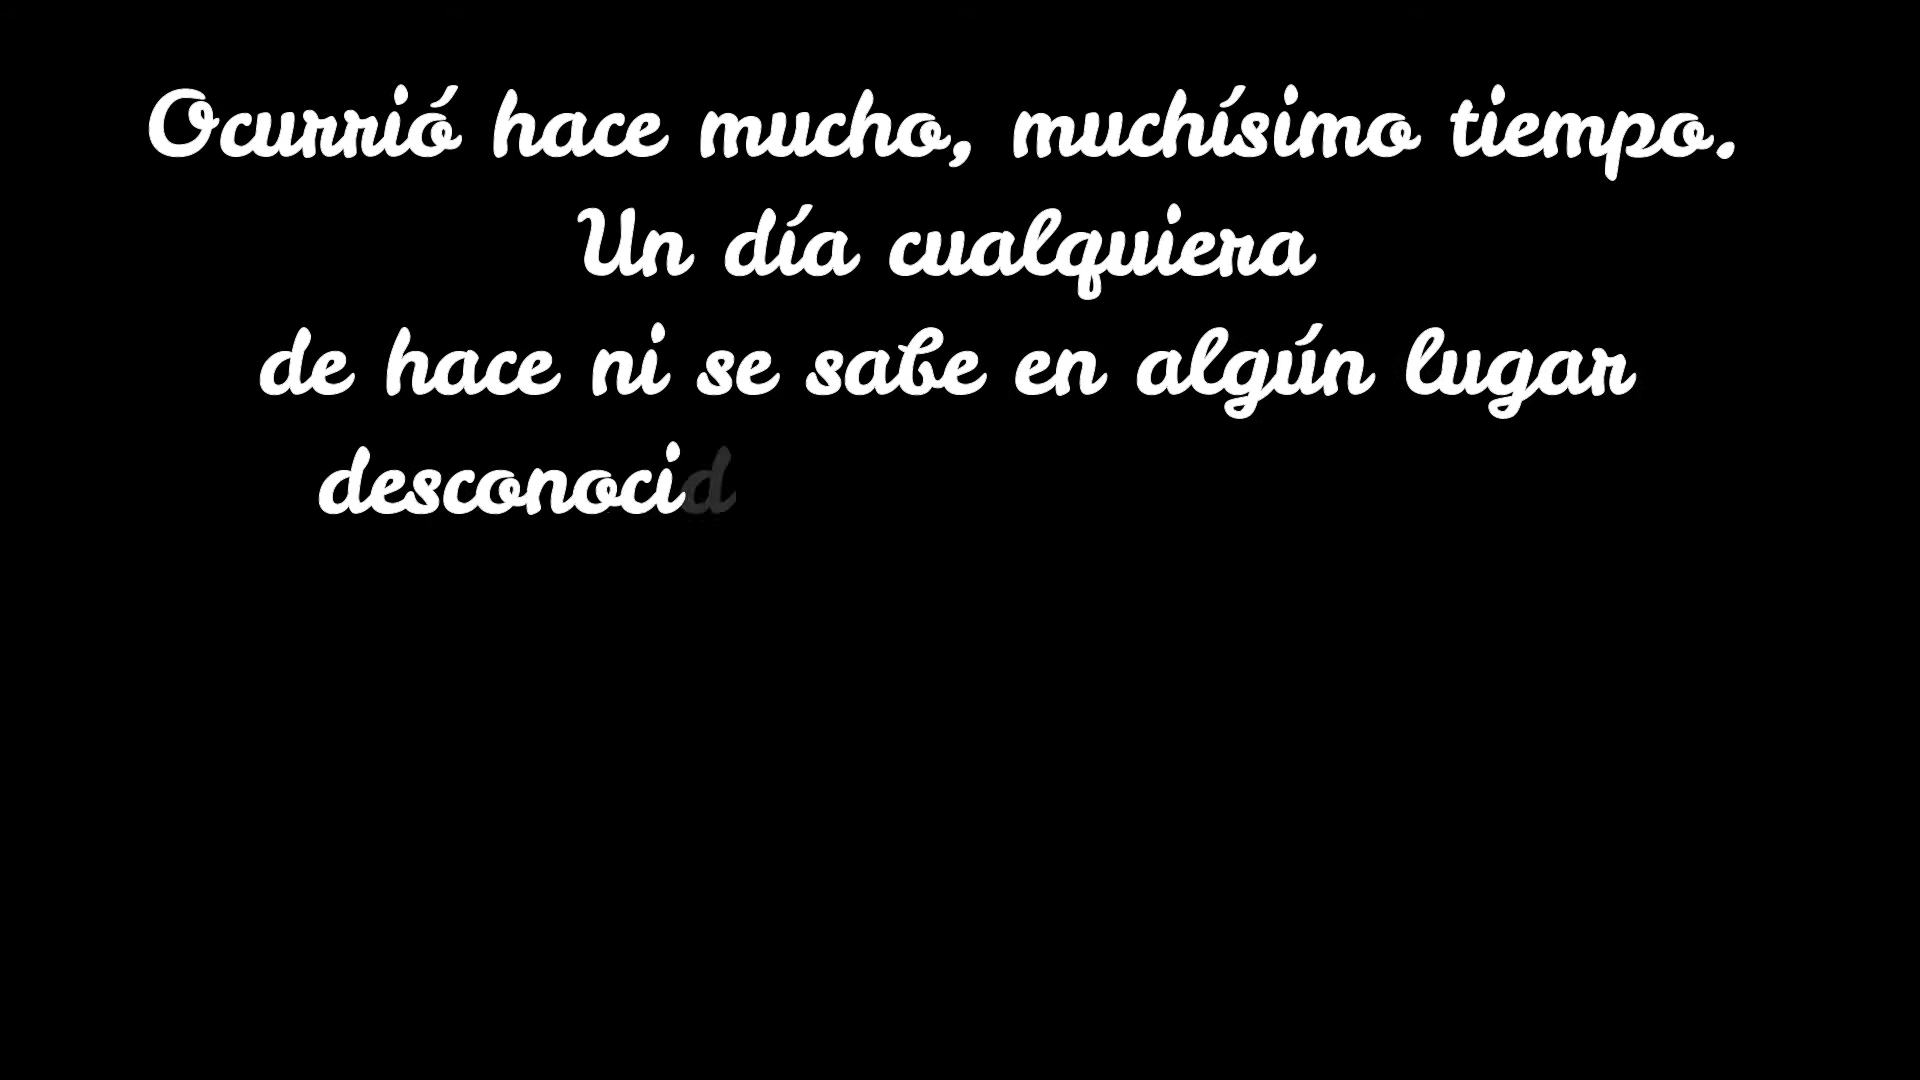 Ocurrió hace mucho, muchísimo tiempo.
Un día cualquiera
de hace ni se sabe en algún lugar
desconocid